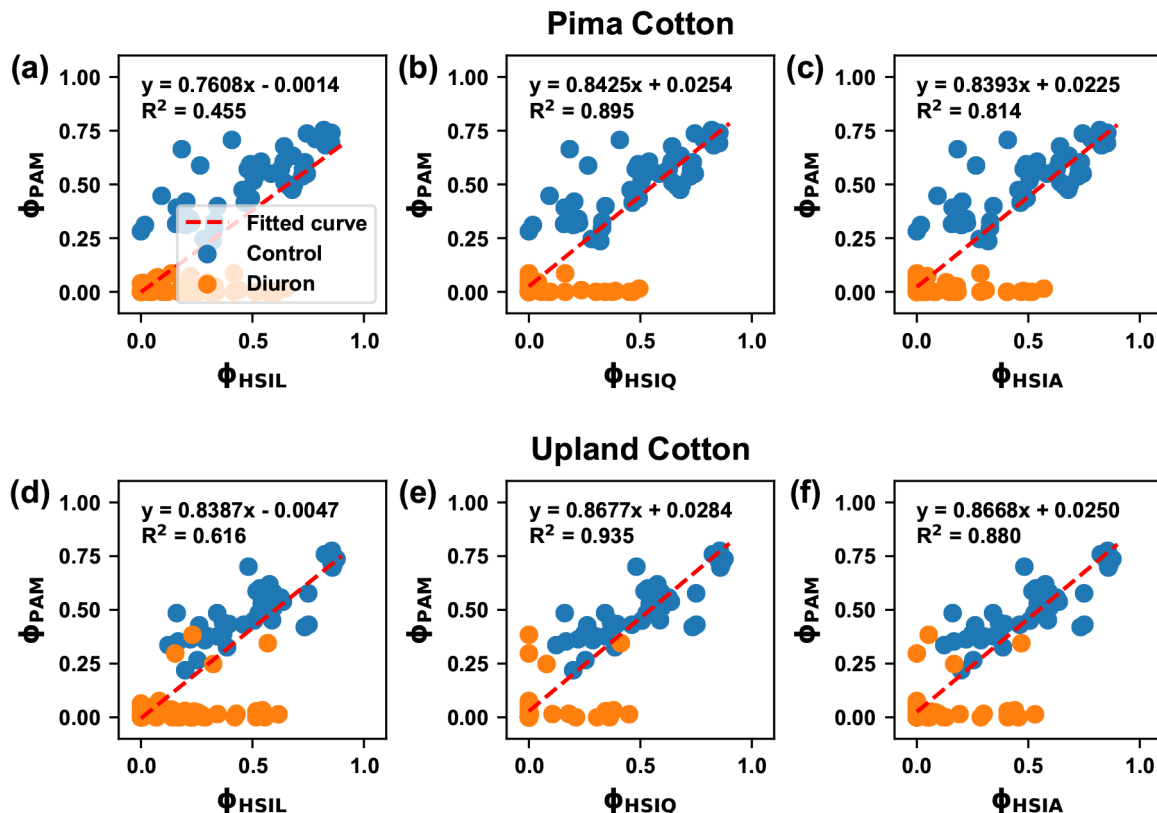 Pima Cotton
(a)
y = 0.7608x - 0.0014
R² = 0.455
1.00
0.75
0.50
0.25
0.00
ϕPAM
Fitted curve
Control
Diuron
0.0 0.5 1.0
ϕHSIL
(b)
y = 0.8425x + 0.0254
R² = 0.895
1.00
0.75
0.50
0.25
0.00
ϕPAM
0.0 0.5 1.0
ϕHSIQ
(c)
y = 0.8393x + 0.0225
R² = 0.814
1.00
0.75
0.50
0.25
0.00
ϕPAM
0.0 0.5 1.0
ϕHSIA
Upland Cotton
(d)
y = 0.8387x - 0.0047
R² = 0.616
1.00
0.75
0.50
0.25
0.00
ϕPAM
0.0 0.5 1.0
ϕHSIL
(e)
y = 0.8677x + 0.0284
R² = 0.935
1.00
0.75
0.50
0.25
0.00
ϕPAM
0.0 0.5 1.0
ϕHSIQ
(f)
y = 0.8668x + 0.0250
R² = 0.880
1.00
0.75
0.50
0.25
0.00
ϕPAM
0.0 0.5 1.0
ϕHSIA